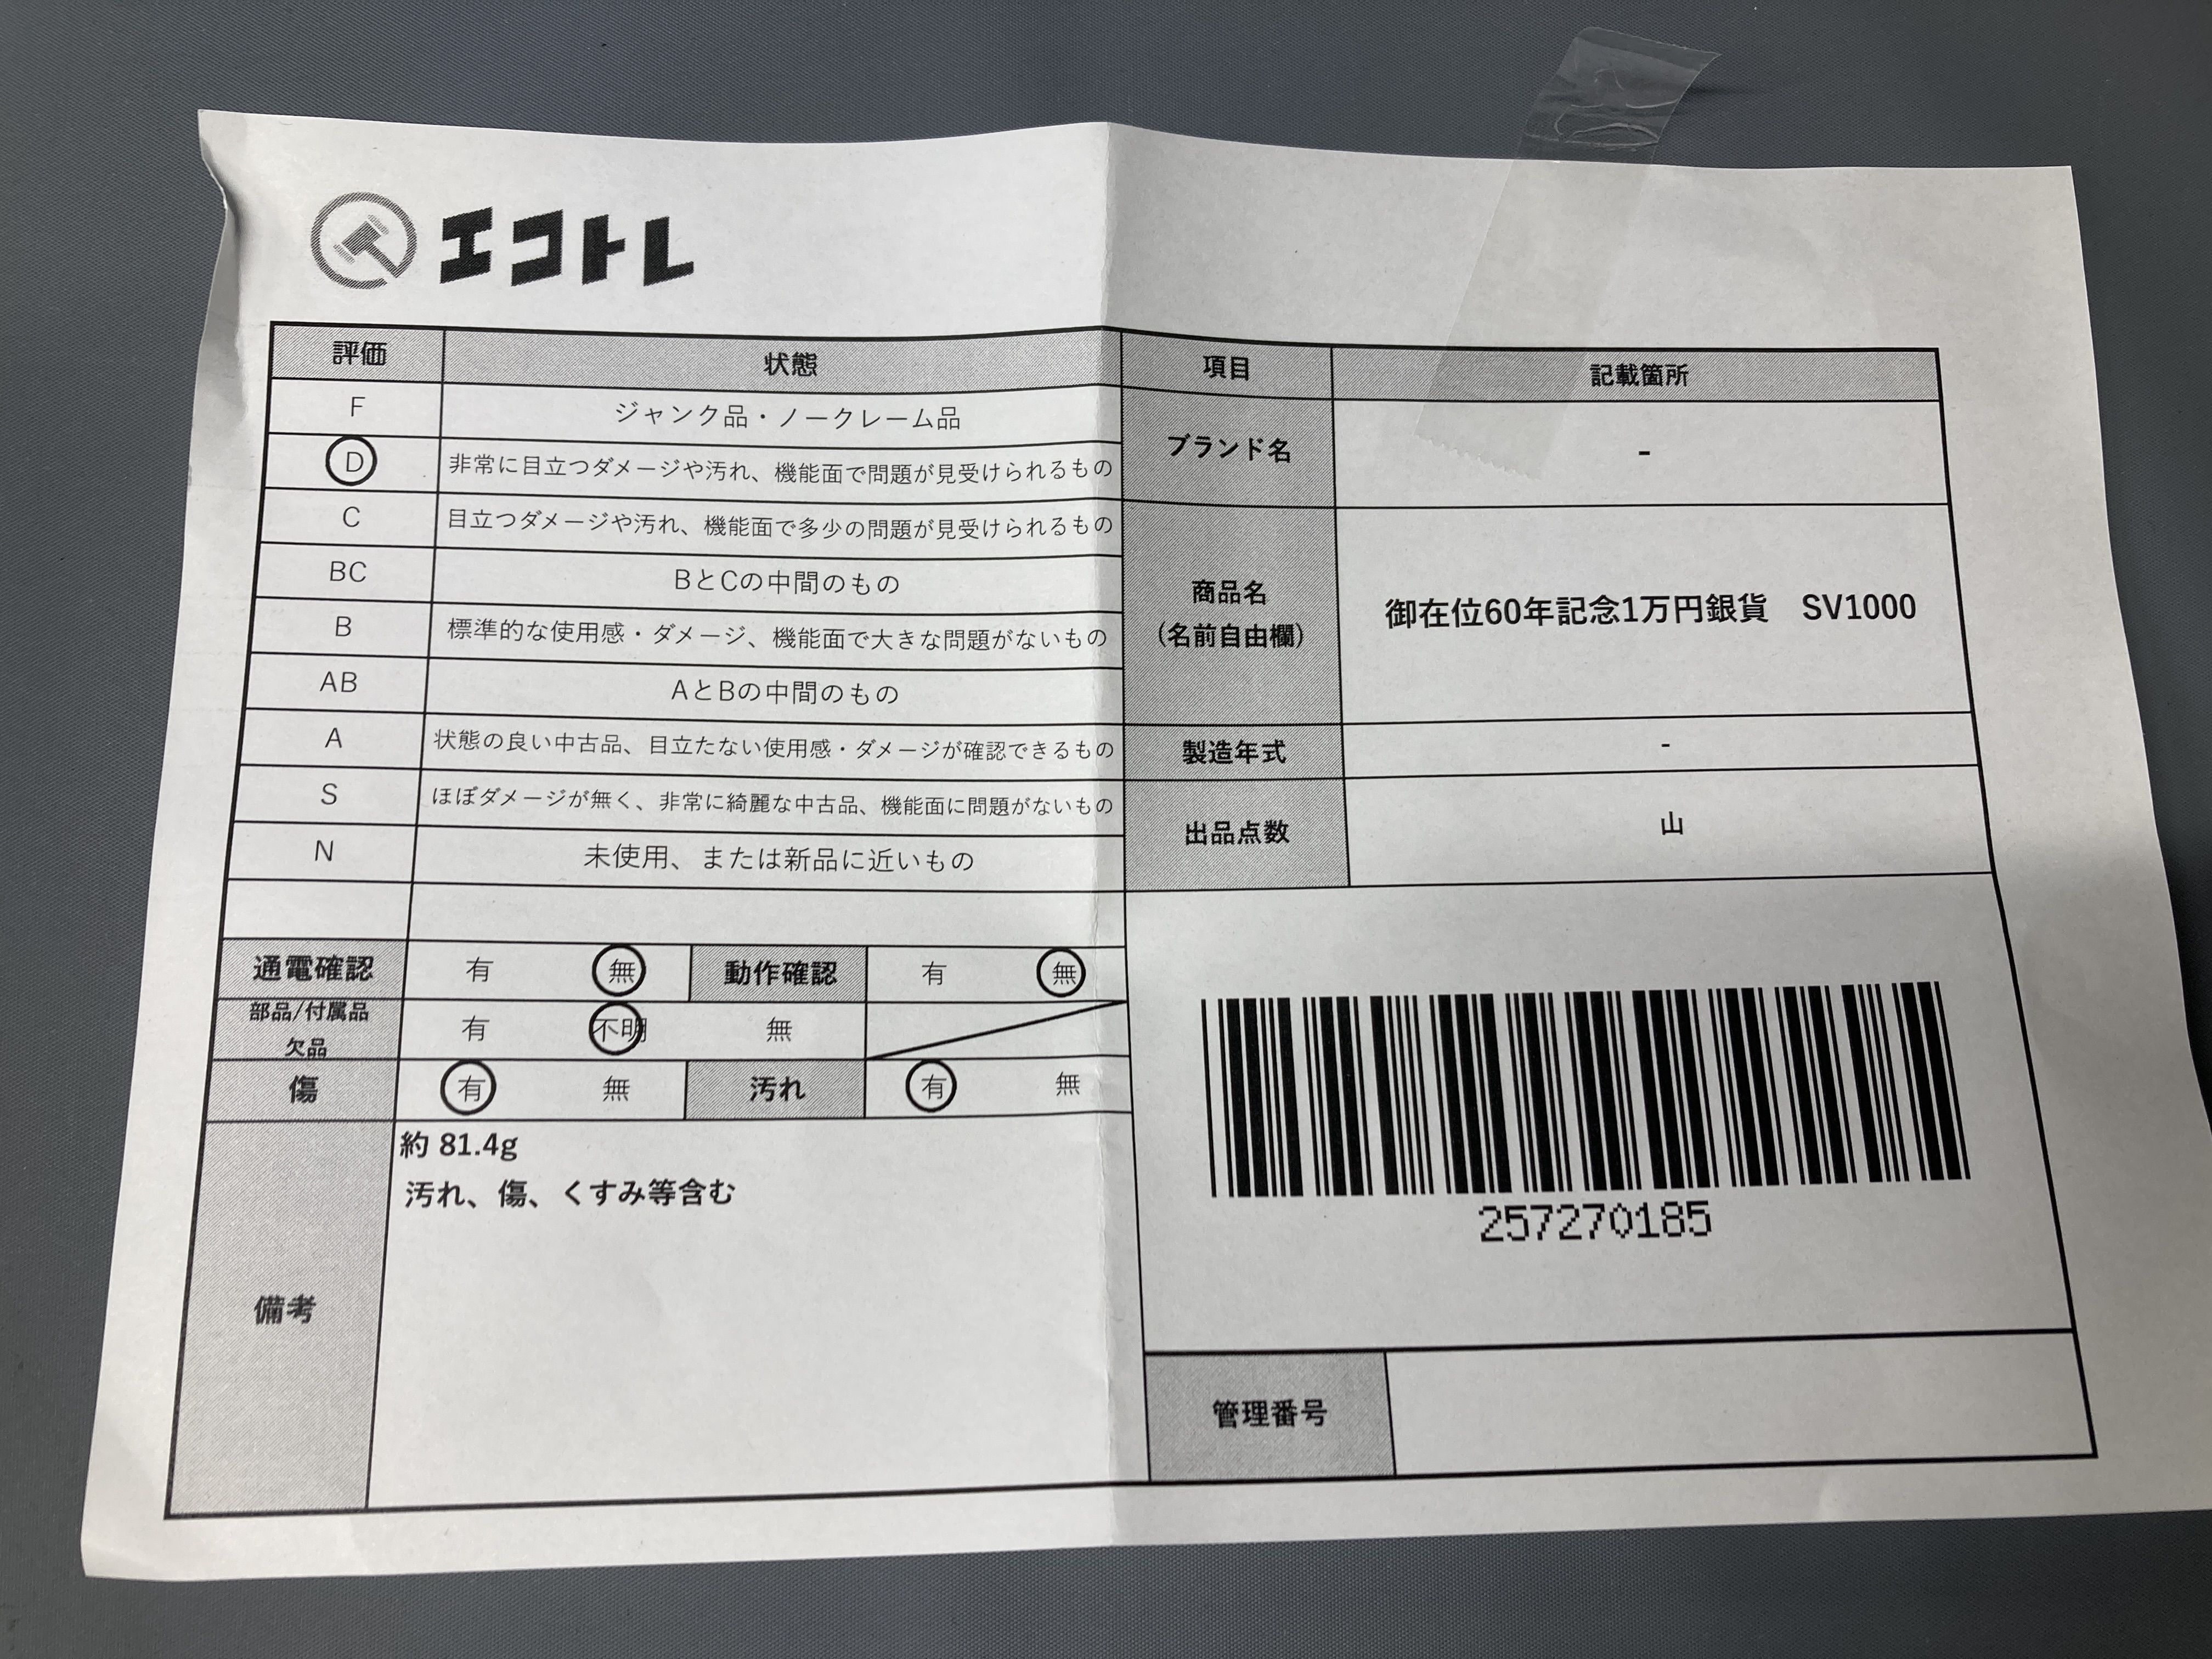 エコトレ
評価 状態
F ジャンク品・ノークレーム品
D 非常に目立つダメージや汚れ、機能面で問題が見受けられるもの
C 目立つダメージや汚れ、機能面で多少の問題が見受けられるもの
BC BとCの中間のもの
B 標準的な使用感・ダメージ、機能面で大きな問題がないもの
AB AとBの中間のもの
A 状態の良い中古品、目立たない使用感・ダメージが確認できるもの
S ほぼダメージが無く、非常に綺麗な中古品、機能面に問題がないもの
N 未使用、または新品に近いもの
通電確認 有 無 動作確認 有 無
部品/付属品
欠品 有 不明 無
傷 有 無 汚れ 有 無
備考
約 81.4g
汚れ、傷、くすみ等含む
項目 記載箇所
ブランド名 -
商品名
(名前自由欄)
御在位60年記念1万円銀貨 SV1000
製造年式 -
出品点数 山
257270185
管理番号